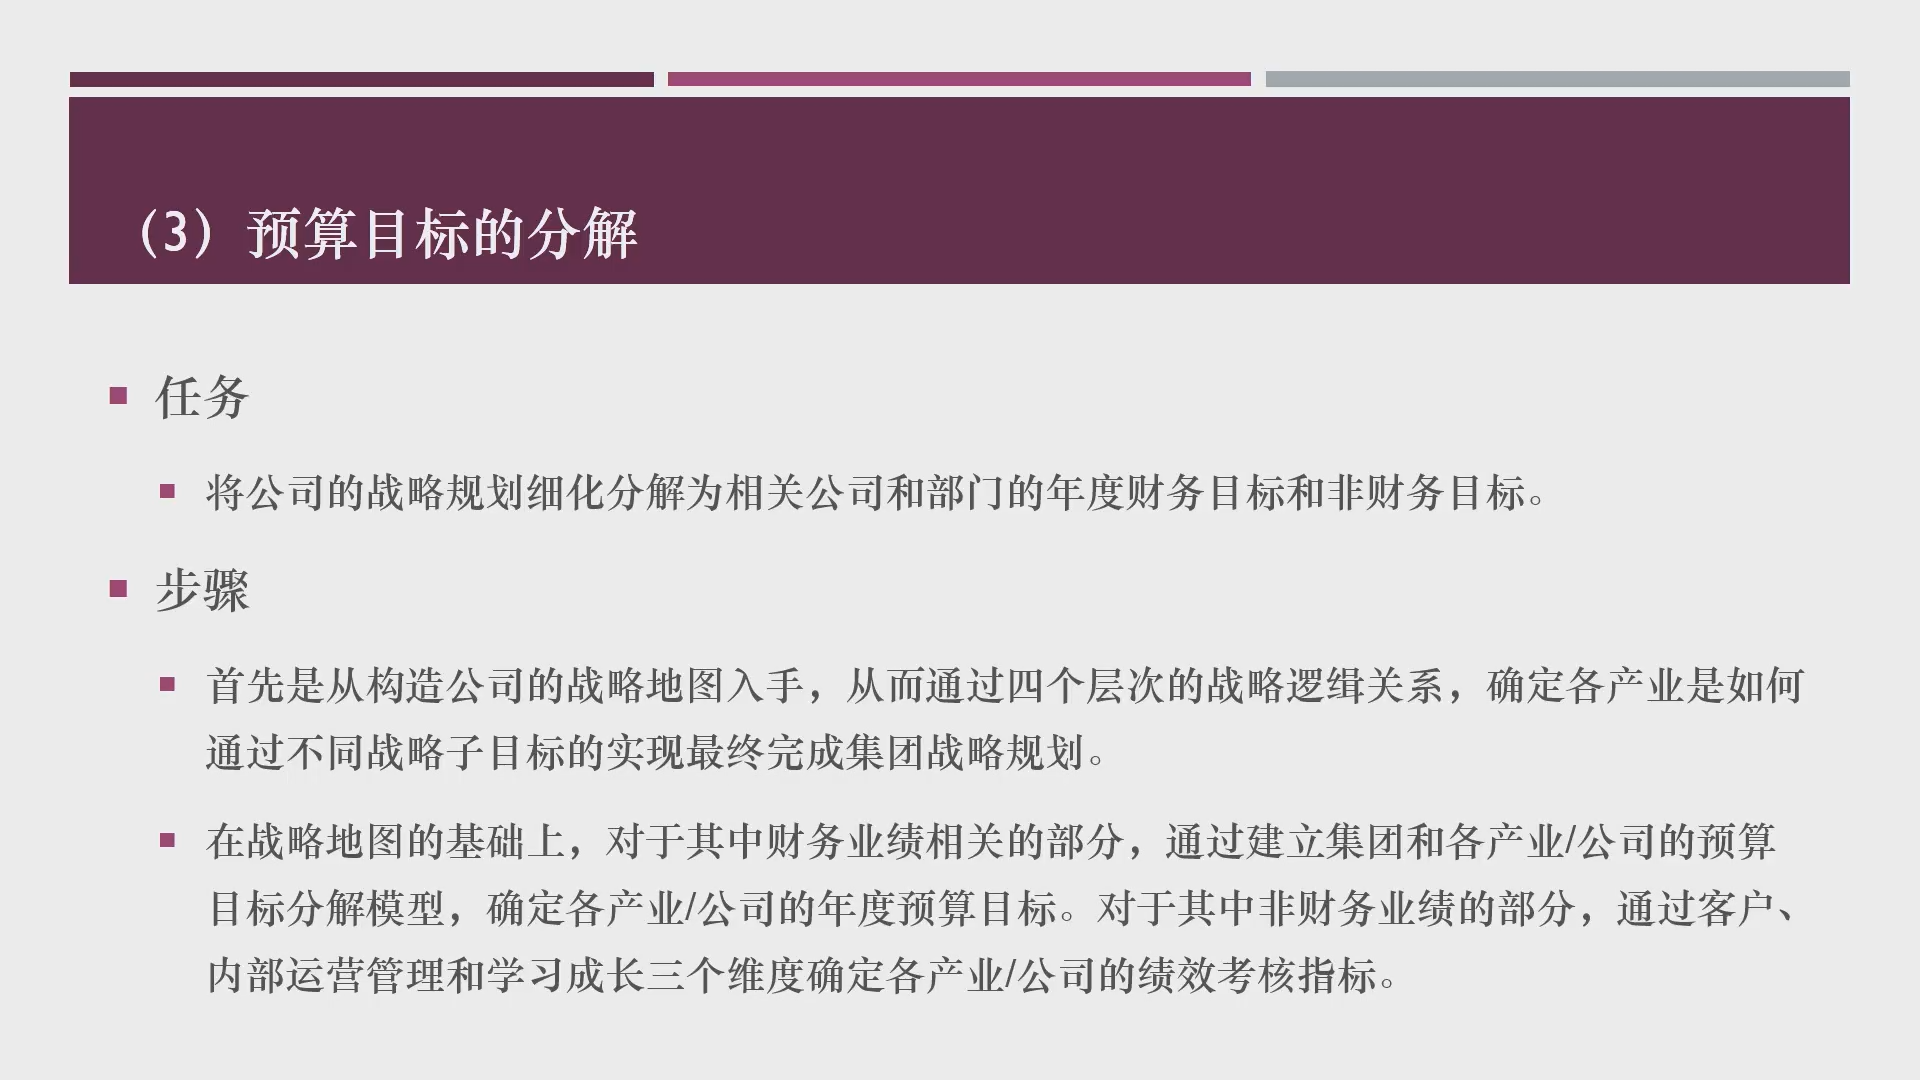 （3）预算目标的分解
任务
将公司的战略规划细化分解为相关公司和部门的年度财务目标和非财务目标。
步骤
首先是从构造公司的战略地图入手，从而通过四个层次的战略逻辑关系，确定各产业是如何
通过不同战略子目标的实现最终完成集团战略规划。
在战略地图的基础上，对于其中财务业绩相关的部分，通过建立集团和各产业/公司的预算
目标分解模型，确定各产业/公司的年度预算目标。对于其中非财务业绩的部分，通过客户、
内部运营管理和学习成长三个维度确定各产业/公司的绩效考核指标。